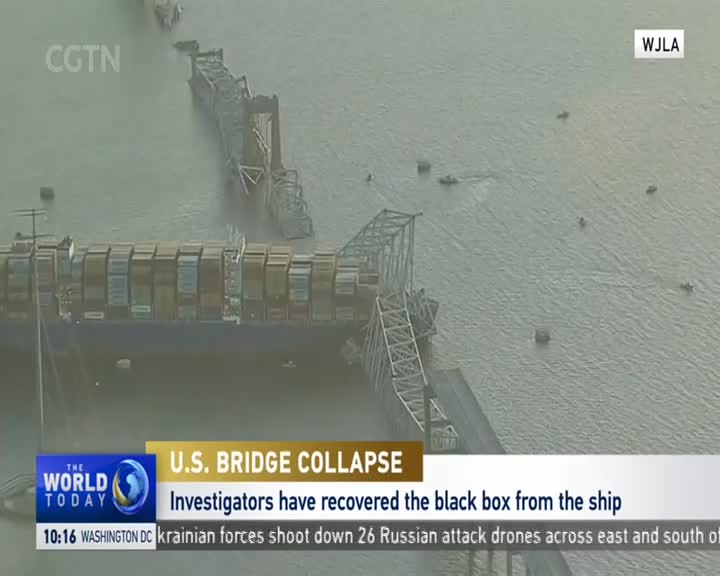 CGTN
WJLA
U.S. BRIDGE COLLAPSE
THE
WORLD
TODAY
Investigators have recovered the black box from the ship
10:16 WASHINGTON DC
krainian forces shoot down 26 Russian attack drones across east and south of